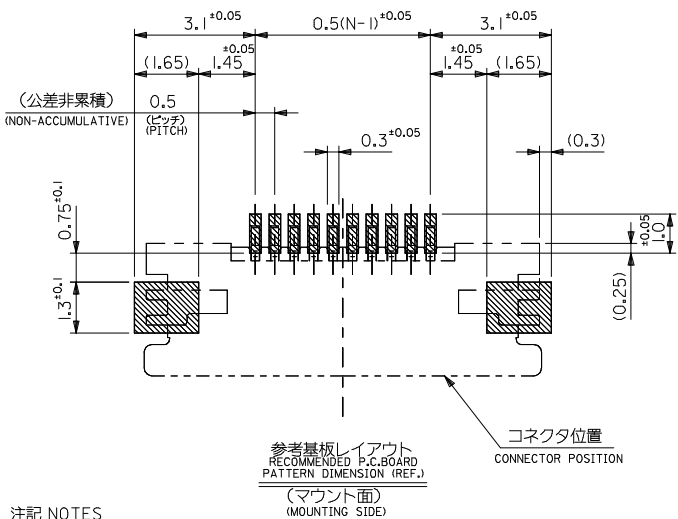 3.1±0.05
0.5(N-1)±0.05
3.1±0.05
(1.65)
1.45±0.05
1.45±0.05
(1.65)
(公差非累積)
(NON-ACCUMULATIVE)
0.5
(ピッチ)
(PITCH)
0.3±0.05
(0.3)
0.75±0.1
1.3±0.1
1.0±0.05
(0.25)
コネクタ位置
CONNECTOR POSITION
参考基板レイアウト
RECOMMENDED P.C.BOARD
PATTERN DIMENSION (REF.)
(マウント面)
(MOUNTING SIDE)
注記 NOTES